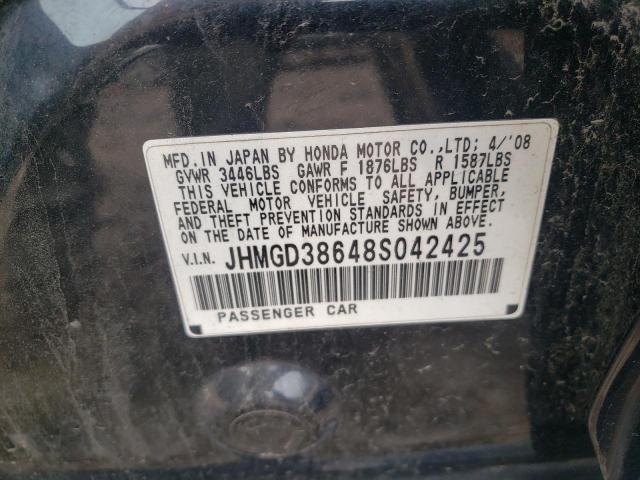 MFD. IN JAPAN BY HONDA MOTOR CO.,LTD; 4/'08
GVWR 3446LBS GAWR F 1876LBS R 1587LBS
THIS VEHICLE CONFORMS TO ALL APPLICABLE
FEDERAL MOTOR VEHICLE SAFETY, BUMPER,
AND THEFT PREVENTION STANDARDS IN EFFECT
ON THE DATE OF MANUFACTURE SHOWN ABOVE.
V.I.N. JHMGD38648S042425
PASSENGER CAR